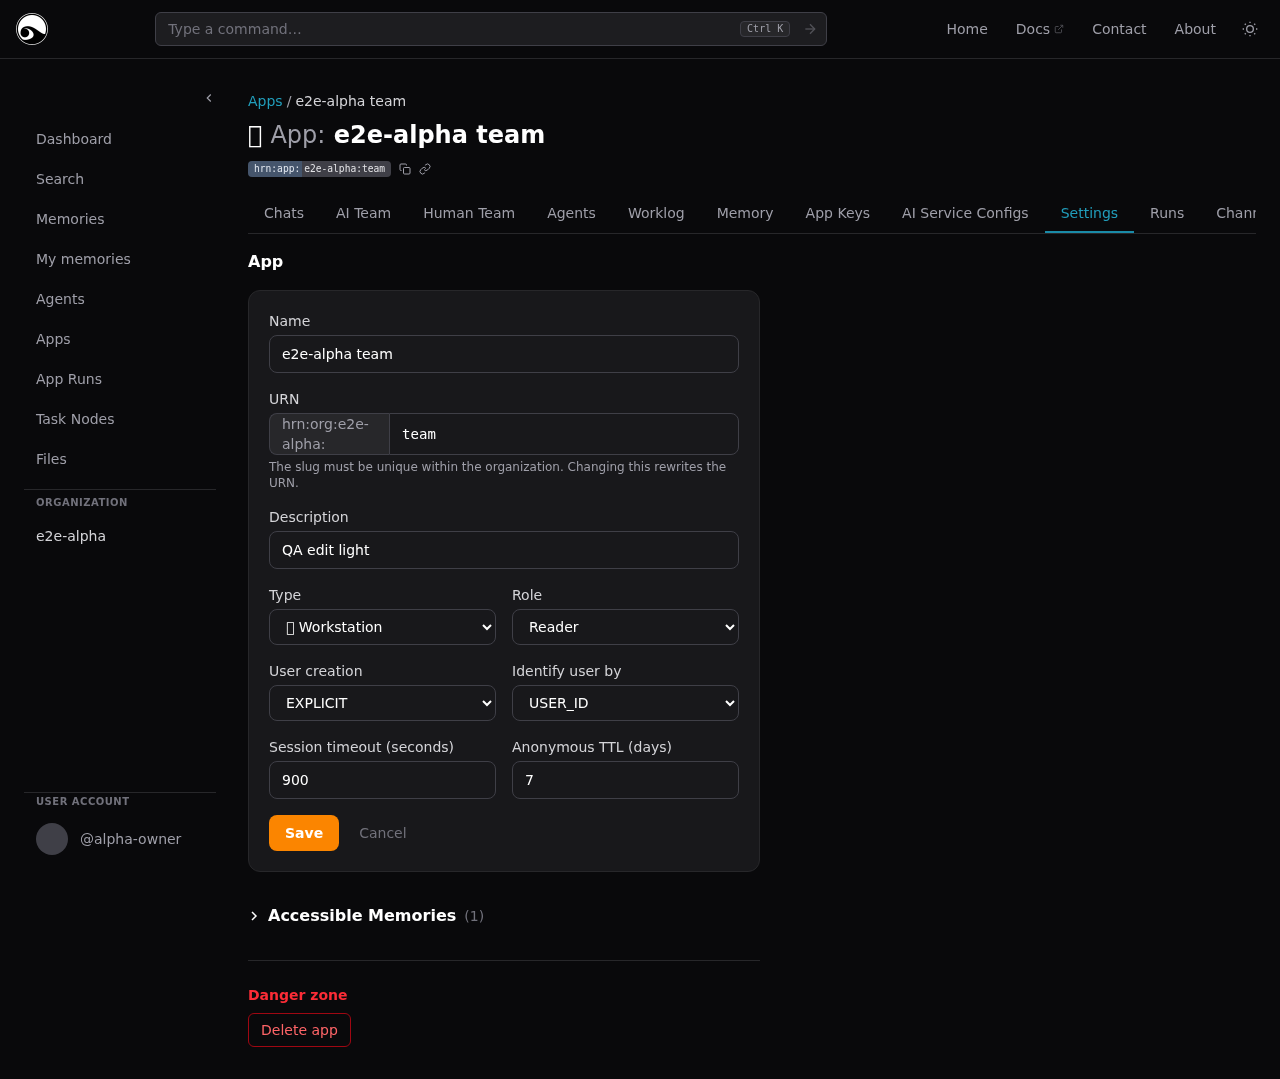 Type a command...
Ctrl K
Home
Docs
Contact
About
Dashboard
Search
Memories
My memories
Agents
Apps
App Runs
Task Nodes
Files
ORGANIZATION
e2e-alpha
USER ACCOUNT
@alpha-owner
Apps / e2e-alpha team
App: e2e-alpha team
hrn:app: e2e-alpha:team
Chats
AI Team
Human Team
Agents
Worklog
Memory
App Keys
AI Service Configs
Settings
Runs
Chanr
App
Name
e2e-alpha team
URN
hrn:org:e2e-
alpha:
team
The slug must be unique within the organization. Changing this rewrites the
URN.
Description
QA edit light
Type
Role
Workstation
Reader
User creation
Identify user by
EXPLICIT
USER_ID
Session timeout (seconds)
Anonymous TTL (days)
900
7
Save
Cancel
Accessible Memories (1)
Danger zone
Delete app